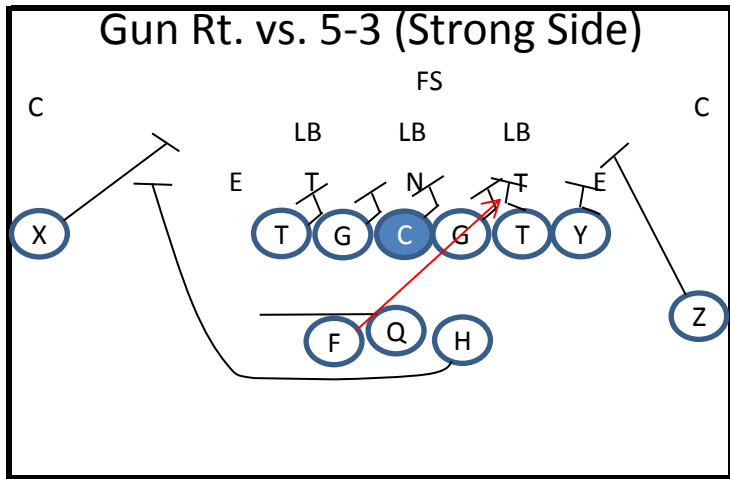 Gun Rt. vs. 5-3 (Strong Side)
FS
C C
LB LB LB
E T N T E
X T G C G T Y
F Q H Z